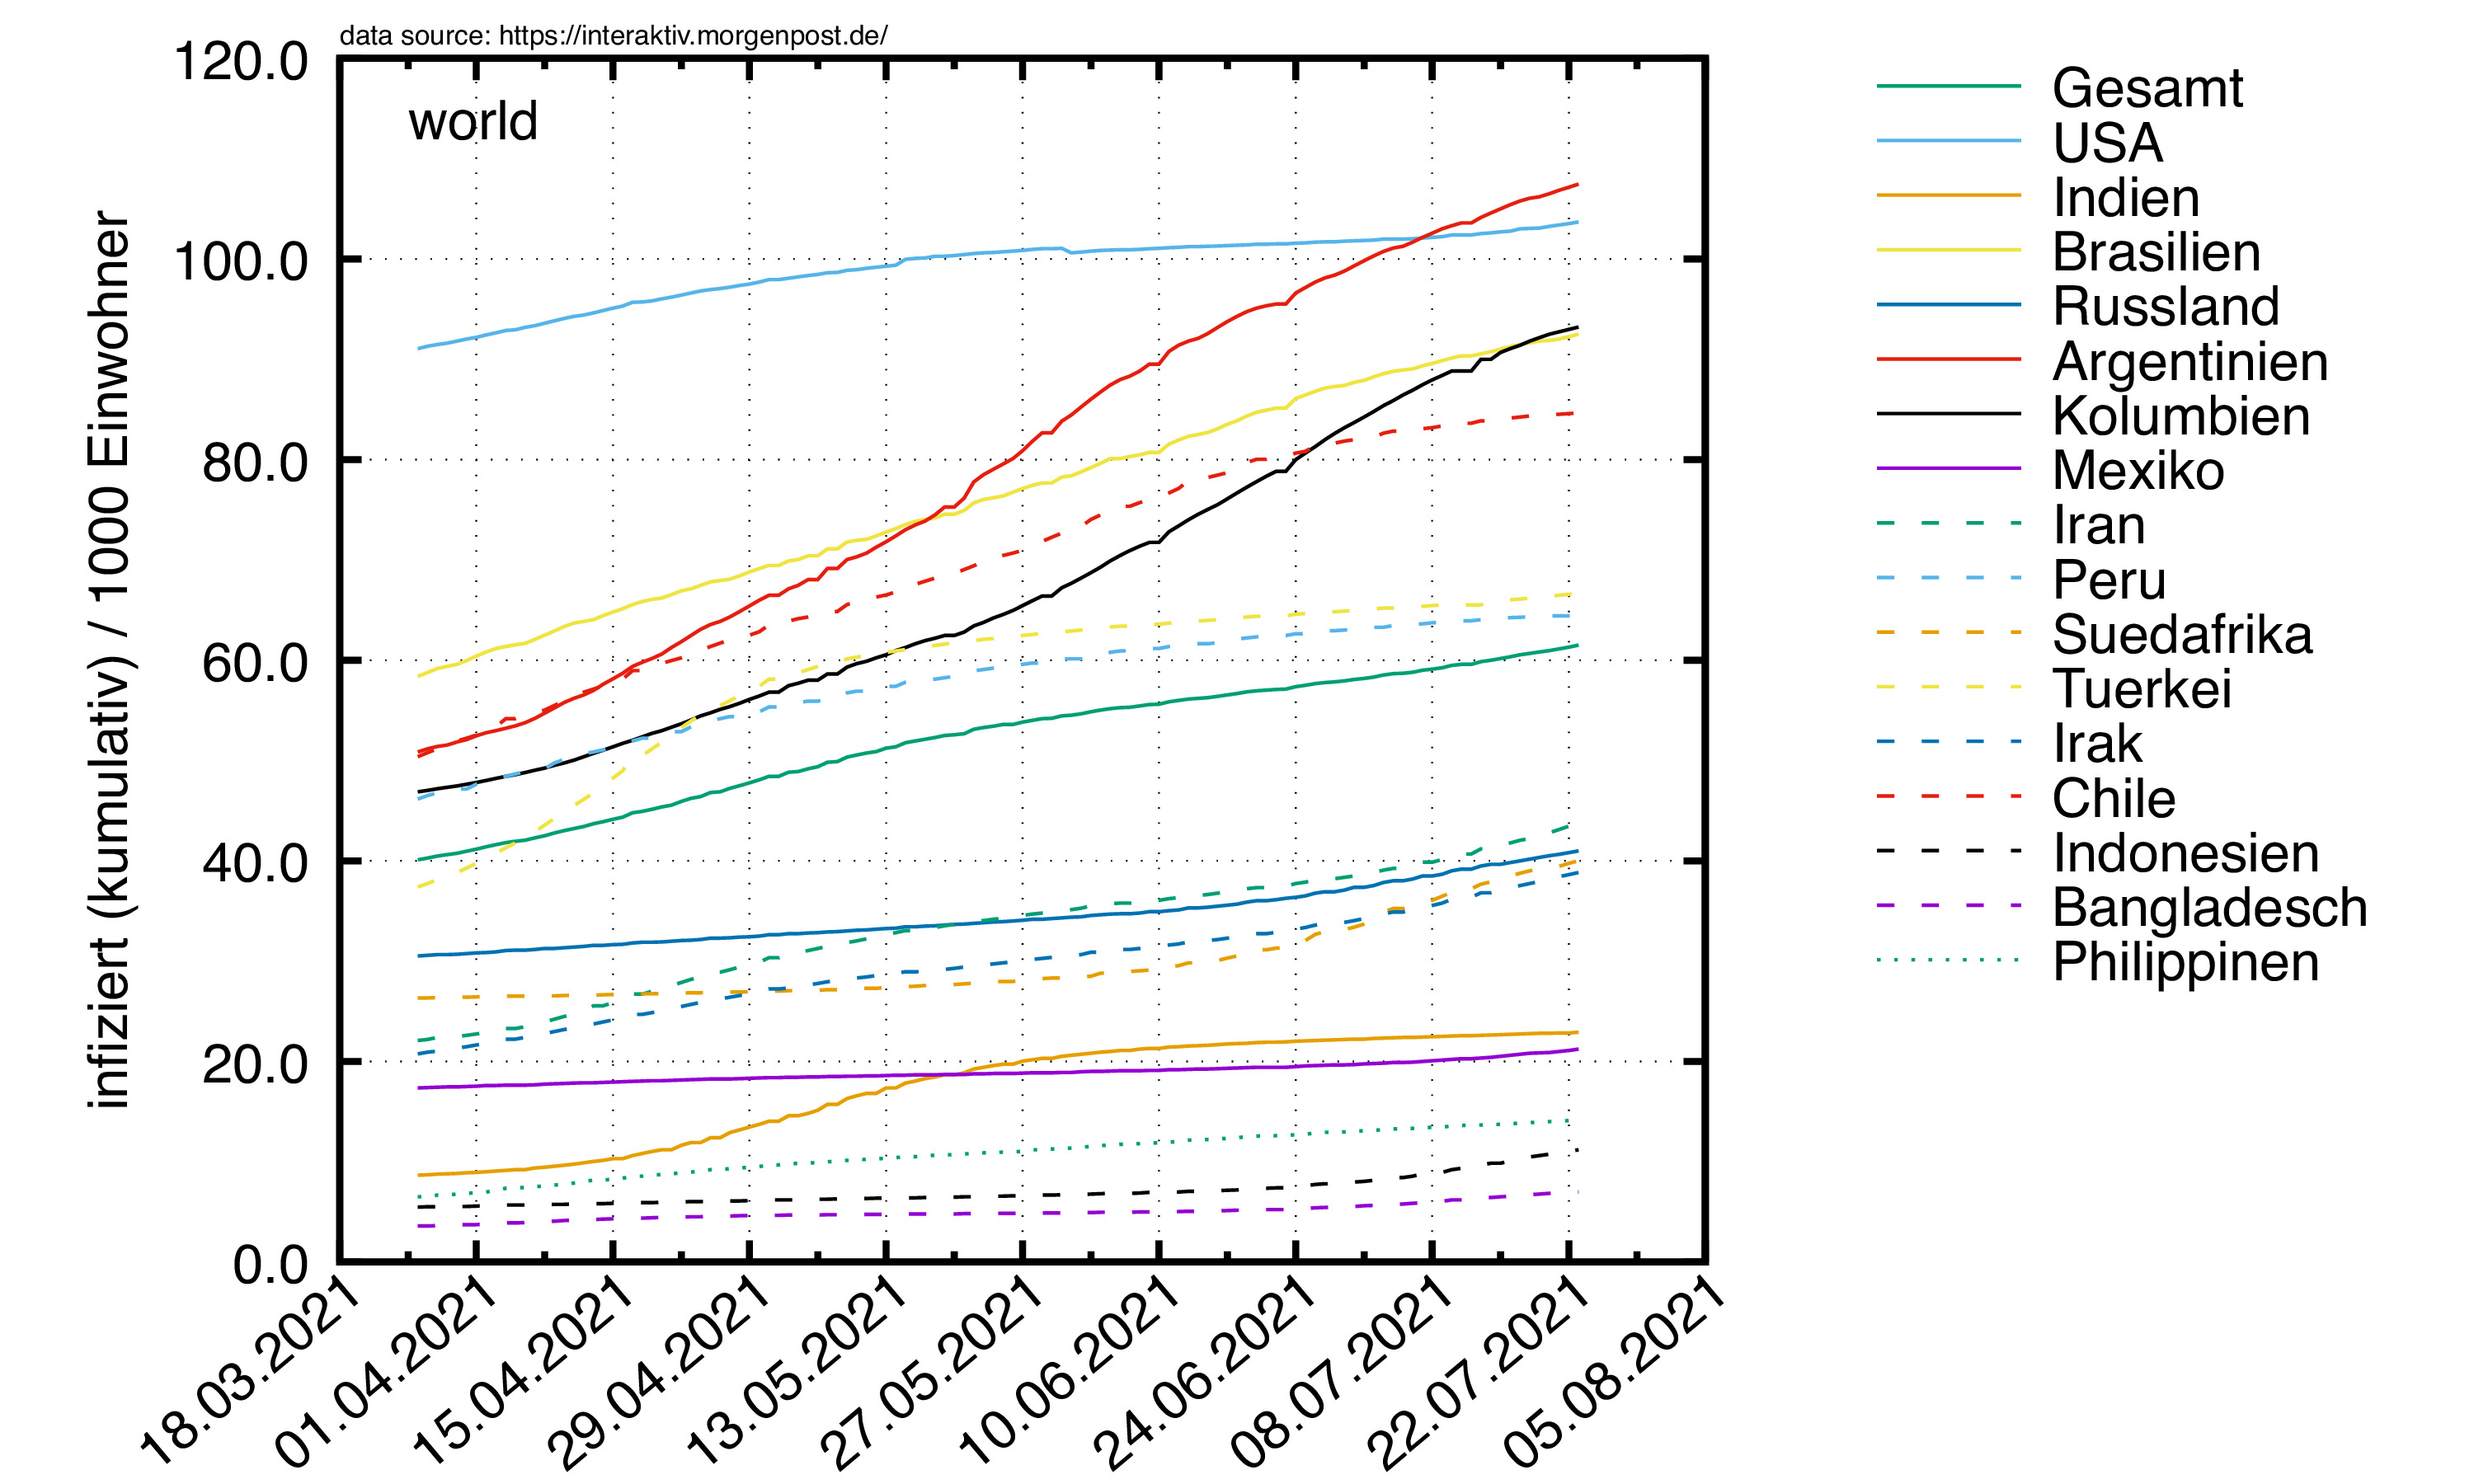 data source: https://interaktiv.morgenpost.de/
world
infiziert (kumulativ) / 1000 Einwohner
120.0
100.0
80.0
60.0
40.0
20.0
0.0
18.03.2021
01.04.2021
15.04.2021
29.04.2021
13.05.2021
27.05.2021
10.06.2021
24.06.2021
08.07.2021
22.07.2021
05.08.2021
Gesamt
USA
Indien
Brasilien
Russland
Argentinien
Kolumbien
Mexiko
Iran
Peru
Suedafrika
Tuerkei
Irak
Chile
Indonesien
Bangladesch
Philippinen